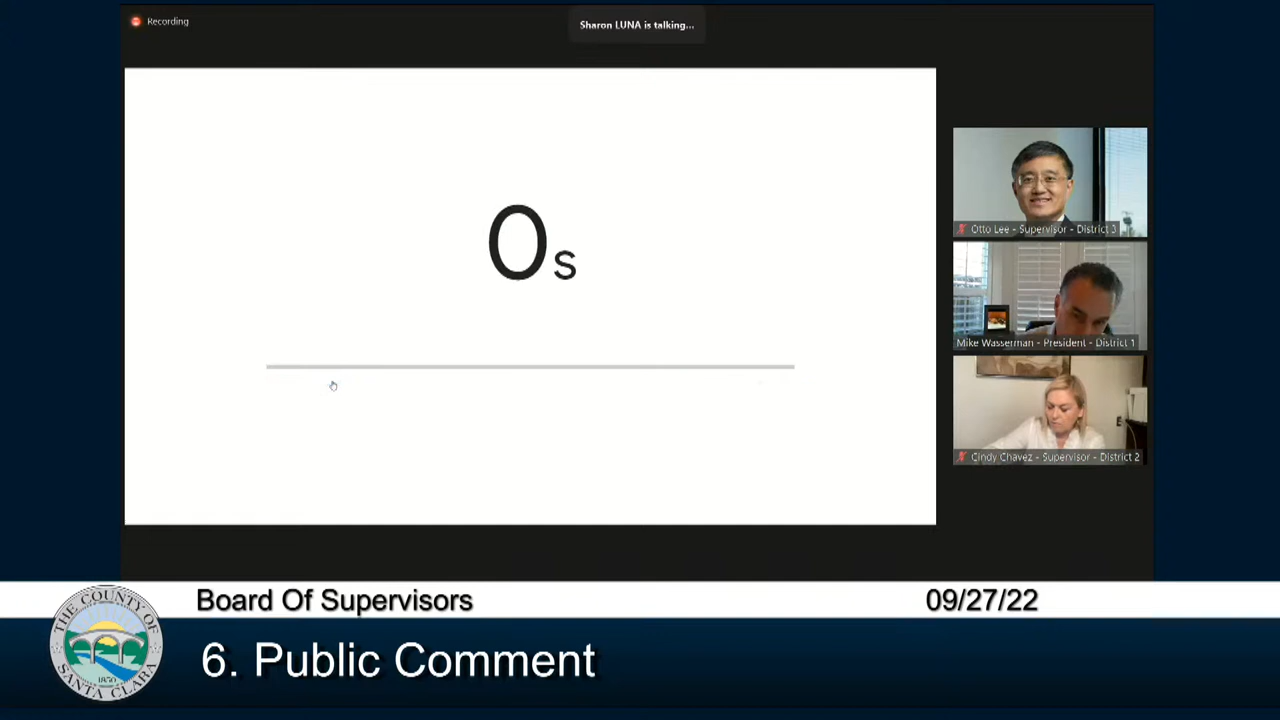 Recording
Sharon LUNA is talking...
0s
Otto Lee - Supervisor - District 3
Mike Wasserman - President - District 1
Cindy Chavez - Supervisor - District 2
Board Of Supervisors
09/27/22
6. Public Comment
THE COUNTY OF
SANTA CLARA
1850